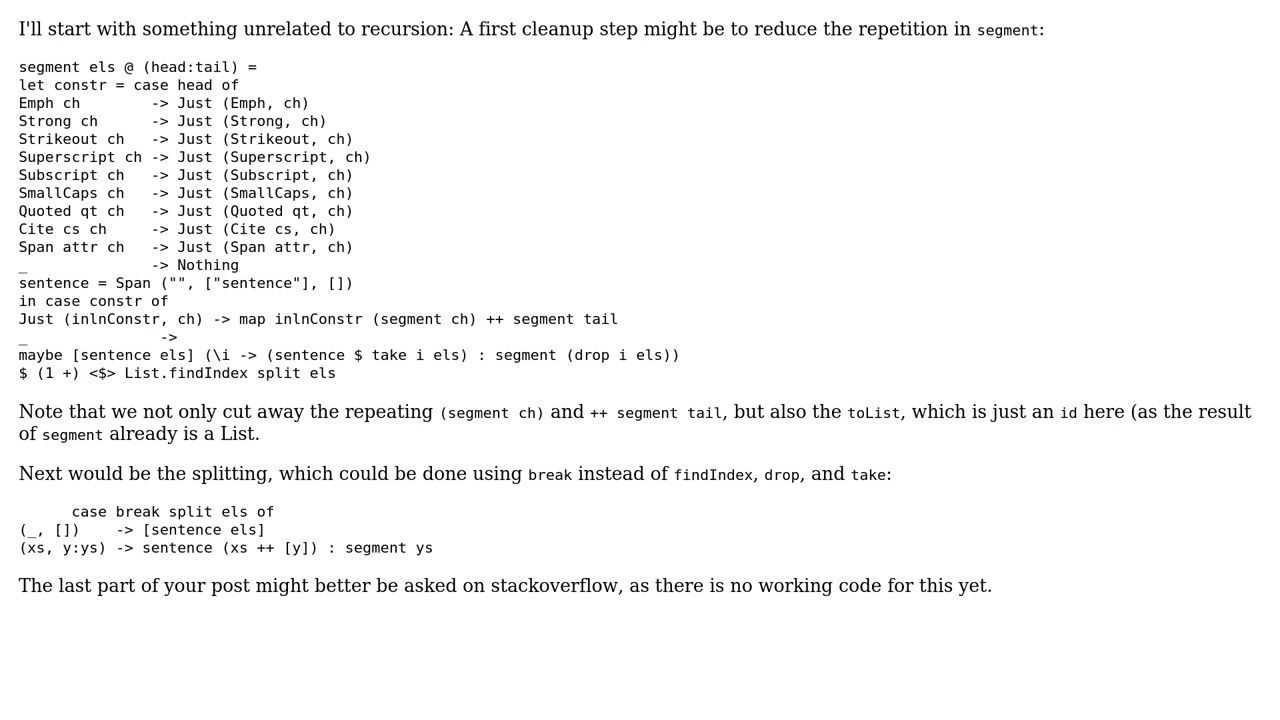 I'll start with something unrelated to recursion: A first cleanup step might be to reduce the repetition in segment:
segment els @ (head:tail) =
let constr = case head of
Emph ch        -> Just (Emph, ch)
Strong ch      -> Just (Strong, ch)
Strikeout ch   -> Just (Strikeout, ch)
Superscript ch -> Just (Superscript, ch)
Subscript ch   -> Just (Subscript, ch)
SmallCaps ch   -> Just (SmallCaps, ch)
Quoted qt ch   -> Just (Quoted qt, ch)
Cite cs ch     -> Just (Cite cs, ch)
Span attr ch   -> Just (Span attr, ch)
_              -> Nothing
sentence = Span ("", ["sentence"], [])
in case constr of
Just (inlnConstr, ch) -> map inlnConstr (segment ch) ++ segment tail
_               ->
maybe [sentence els] (\i -> (sentence $ take i els) : segment (drop i els))
$ (1 +) <$> List.findIndex split els
Note that we not only cut away the repeating (segment ch) and ++ segment tail, but also the toList, which is just an id here (as the result
of segment already is a List.
Next would be the splitting, which could be done using break instead of findIndex, drop, and take:
      case break split els of
(_, [])    -> [sentence els]
(xs, y:ys) -> sentence (xs ++ [y]) : segment ys
The last part of your post might better be asked on stackoverflow, as there is no working code for this yet.